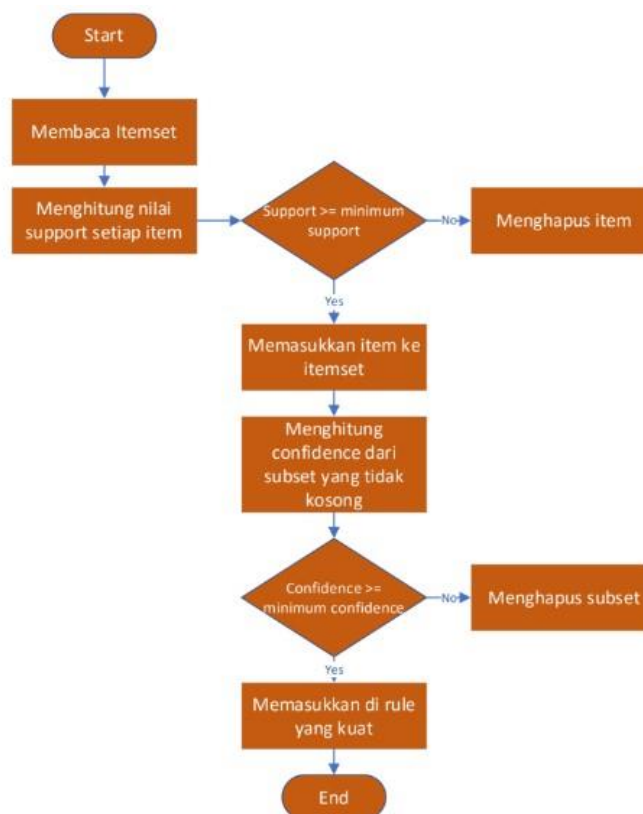 Start
Membaca Itemset
Menghitung nilai
support setiap item
Support >= minimum
support
No
Menghapus item
Yes
Memasukkan item ke
itemset
Menghitung
confidence dari
subset yang tidak
kosong
Confidence >=
minimum confidence
No
Menghapus subset
Yes
Memasukkan di rule
yang kuat
End